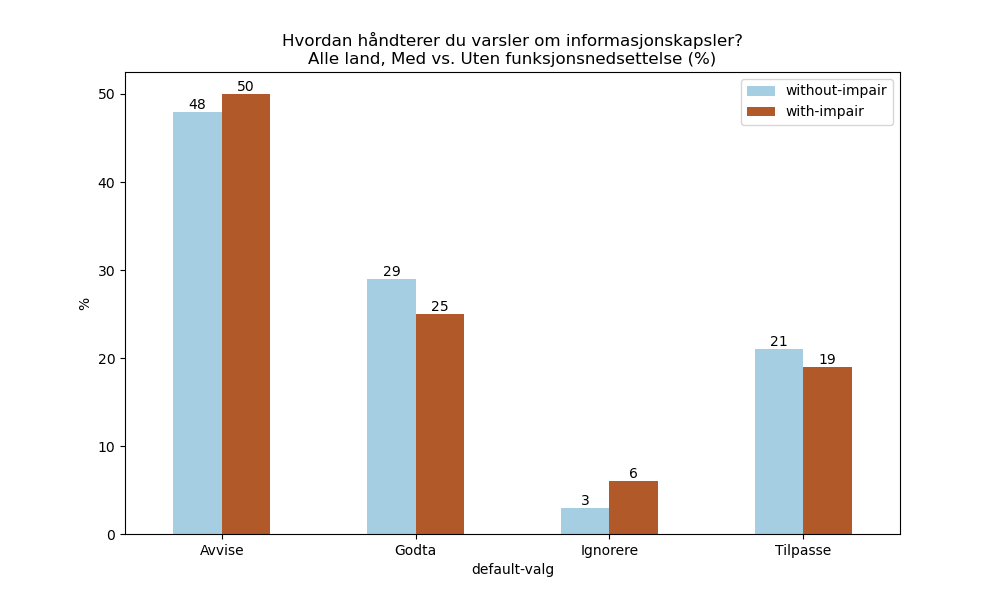 Hvordan håndterer du varsler om informasjonskapsler?
Alle land, Med vs. Uten funksjonsnedsettelse (%)
without-impair
with-impair
%
50
40
30
20
10
0
48
50
29
25
3
6
21
19
Avvise
Godta
Ignorere
Tilpasse
default-valg